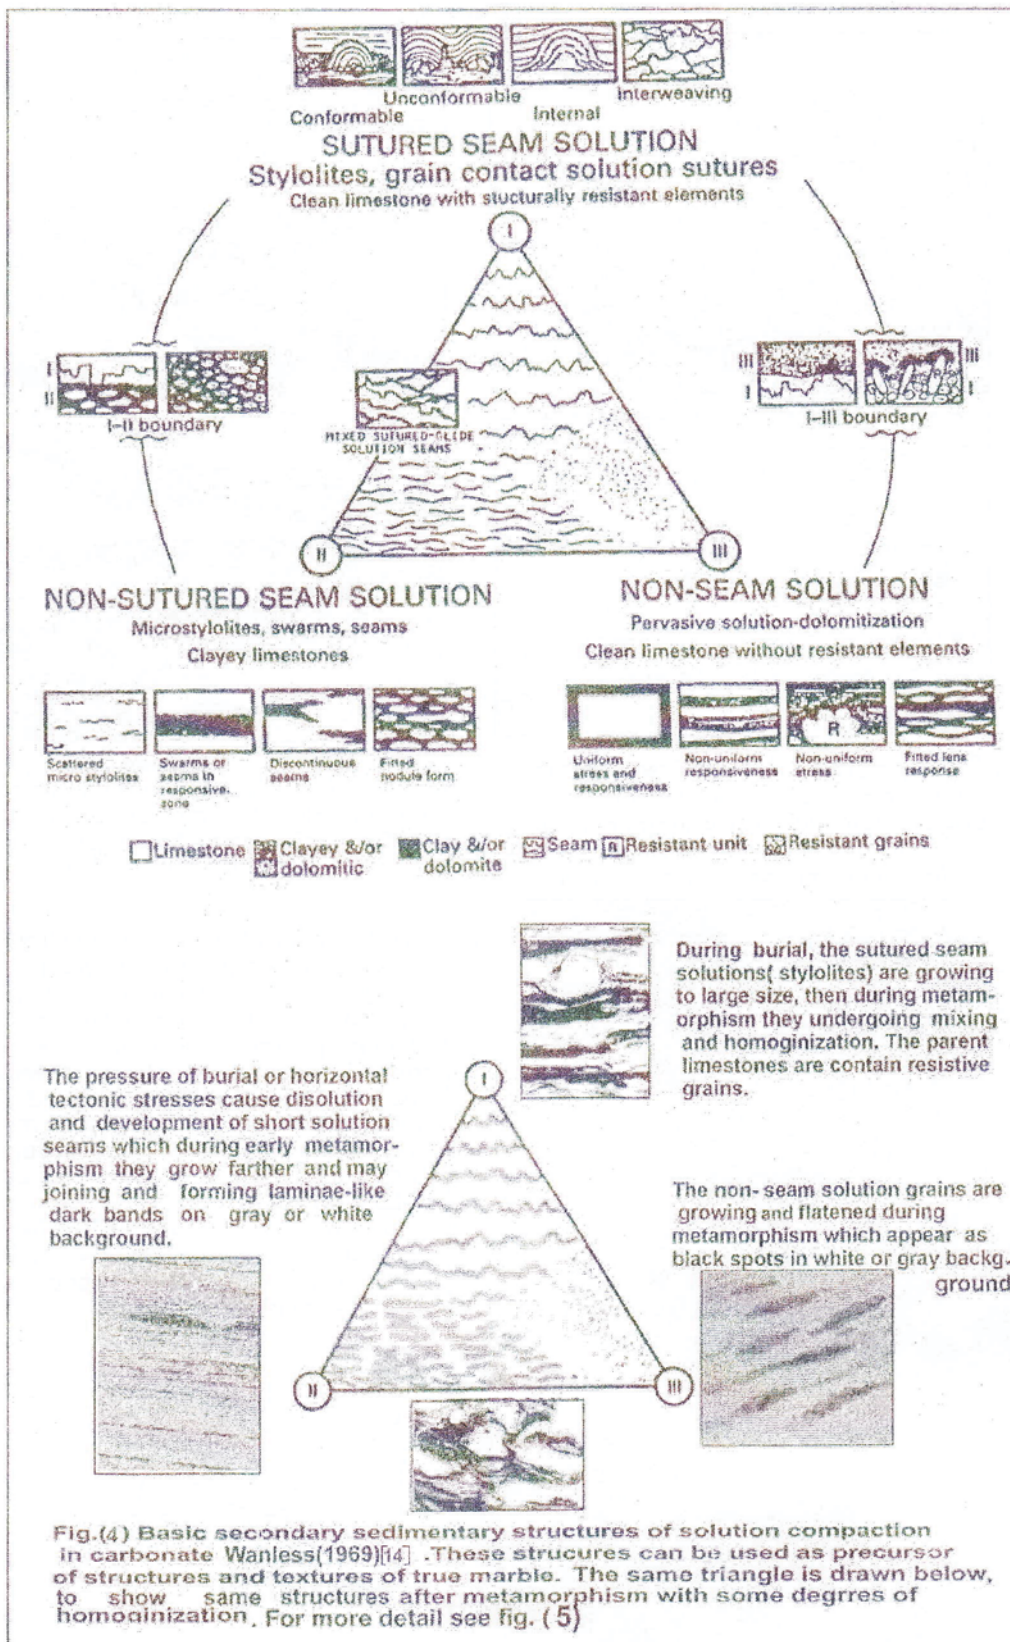 Conformable
Unconformable
Internal
Interweaving
SUTURED SEAM SOLUTION
Stylolites, grain contact solution sutures
Clean limestone with stucturally resistant elements
I
I
II
I-II boundary
MIXED SUTURED-GLIDE
SOLUTION SEAMS
III
I
III
I
I-III boundary
II
III
NON-SUTURED SEAM SOLUTION
Microstylolites, swarms, seams
Clayey limestones
NON-SEAM SOLUTION
Pervasive solution-dolomitization
Clean limestone without resistant elements
Scattered
micro stylolites
Swarms or
seams in
responsive.
zone
Discontinuous
seams
Fitted
nodule form
Uniform
stress and
responsiveness
Non-uniform
responsiveness
R
Non-uniform
stress
Fitted lens
response
Limestone
Clayey &/or
dolomitic
Clay &/or
dolomite
Seam
R Resistant unit
Resistant grains
During burial, the sutured seam
solutions( stylolites) are growing
to large size, then during metam-
orphism they undergoing mixing
and homoginization. The parent
limestones are contain resistive
grains.
The pressure of burial or horizontal
tectonic stresses cause disolution
and development of short solution
seams which during early metamor-
phism they grow farther and may
joining and forming laminae-like
dark bands on gray or white
background.
I
The non-seam solution grains are
growing and flatened during
metamorphism which appear as
black spots in white or gray backg.
ground
II
III
Fig.(4) Basic secondary sedimentary structures of solution compaction
in carbonate Wanless(1969)[14] .These strucures can be used as precursor
of structures and textures of true marble. The same triangle is drawn below,
to show same structures after metamorphism with some degrres of
homoginization. For more detail see fig. (5)